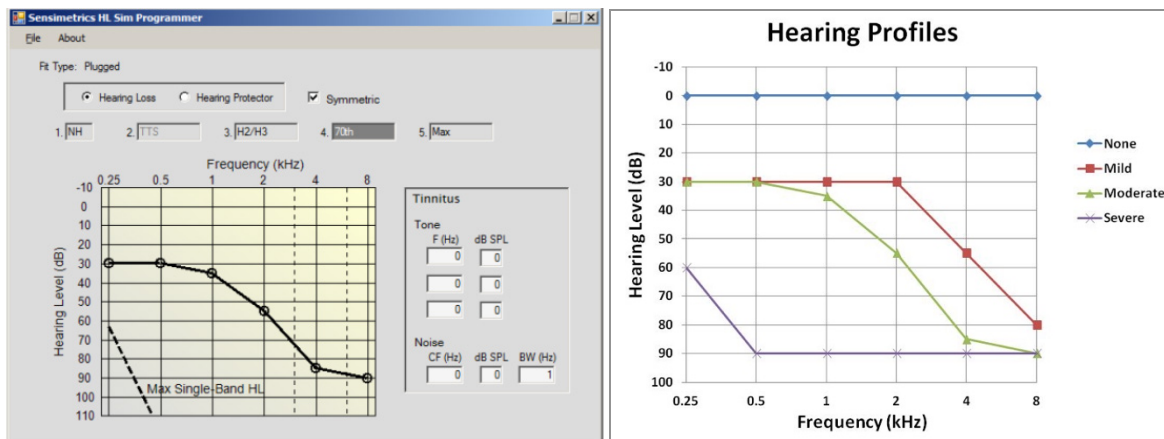 Sensimetrics HL Sim Programmer
File About
Fit Type: Plugged
Hearing Loss Hearing Protector Symmetric
1. NH 2. TTS 3. H2/H3 4. 70th 5. Max
Frequency (kHz)
0.25 0.5 1 2 4 8
-10
0
10
20
30
40
50
60
70
80
90
100
110
Hearing Level (dB)
Max Single-Band HL
Tinnitus
Tone
F (Hz) dB SPL
0 0
0 0
0 0
Noise
CF (Hz) dB SPL BW (Hz)
0 0 1
Hearing Profiles
-10
0
10
20
30
40
50
60
70
80
90
100
Hearing Level (dB)
0.25 0.5 1 2 4 8
Frequency (kHz)
None
Mild
Moderate
Severe